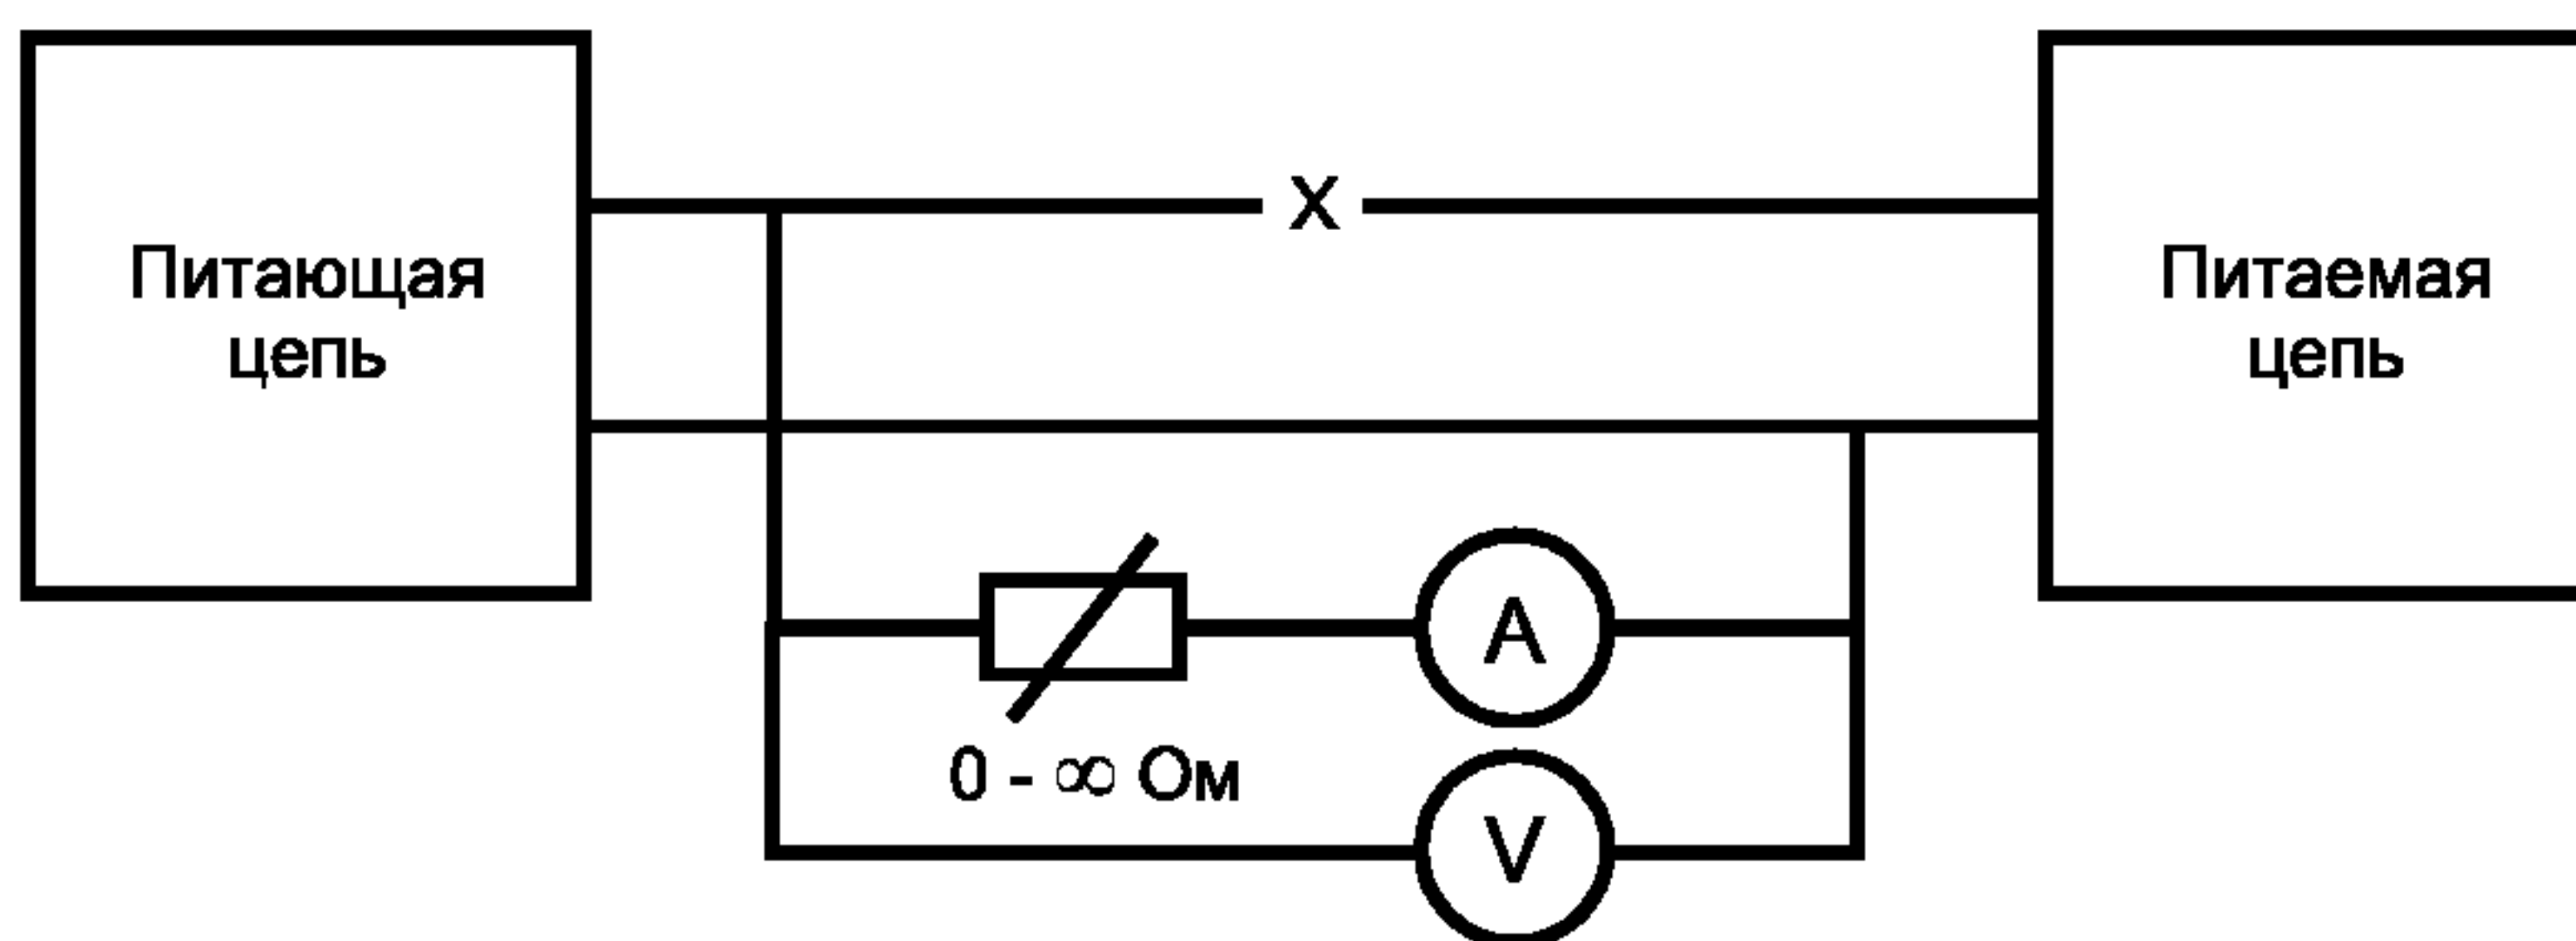 Питающая
цепь
X
Питаемая
цепь
A
0 - ∞ Ом
V